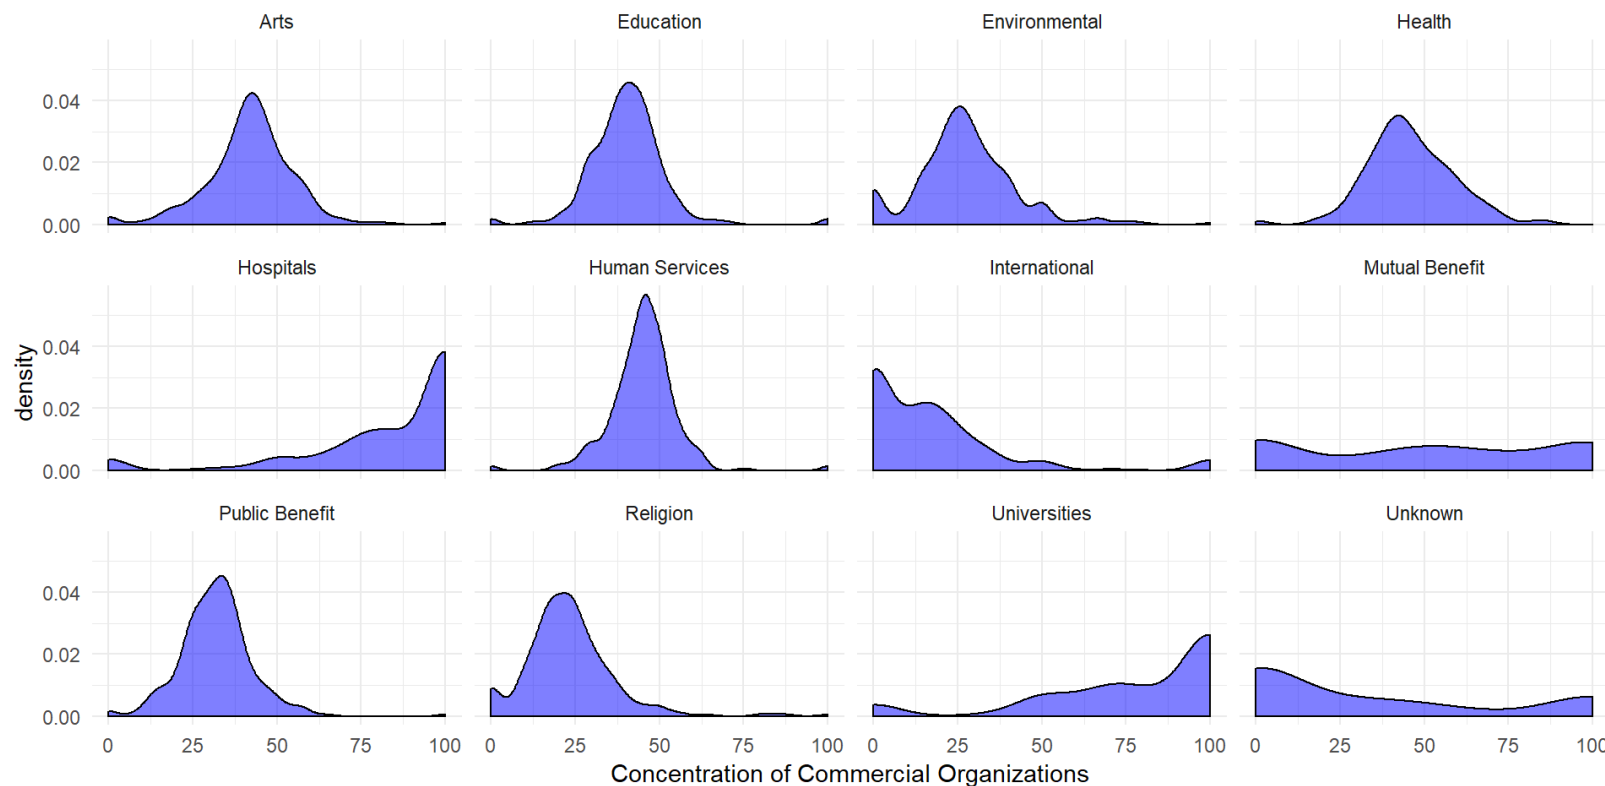 Arts Education Environmental Health
0.04
0.02
0.00
Hospitals Human Services International Mutual Benefit
density
0.04
0.02
0.00
Public Benefit Religion Universities Unknown
0.04
0.02
0.00
0 25 50 75 100 0 25 50 75 100 0 25 50 75 100 0 25 50 75 100
Concentration of Commercial Organizations